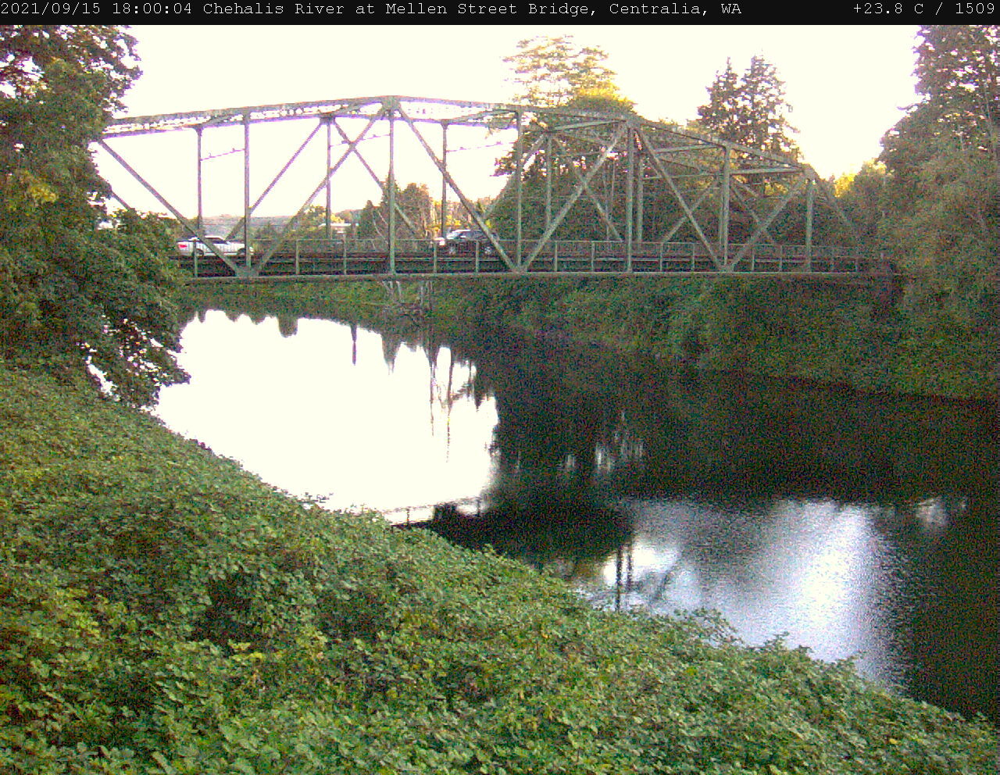 2021/09/15 18:00:04 Chehalis River at Mellen Street Bridge, Centralia, WA +23.8 C / 1509